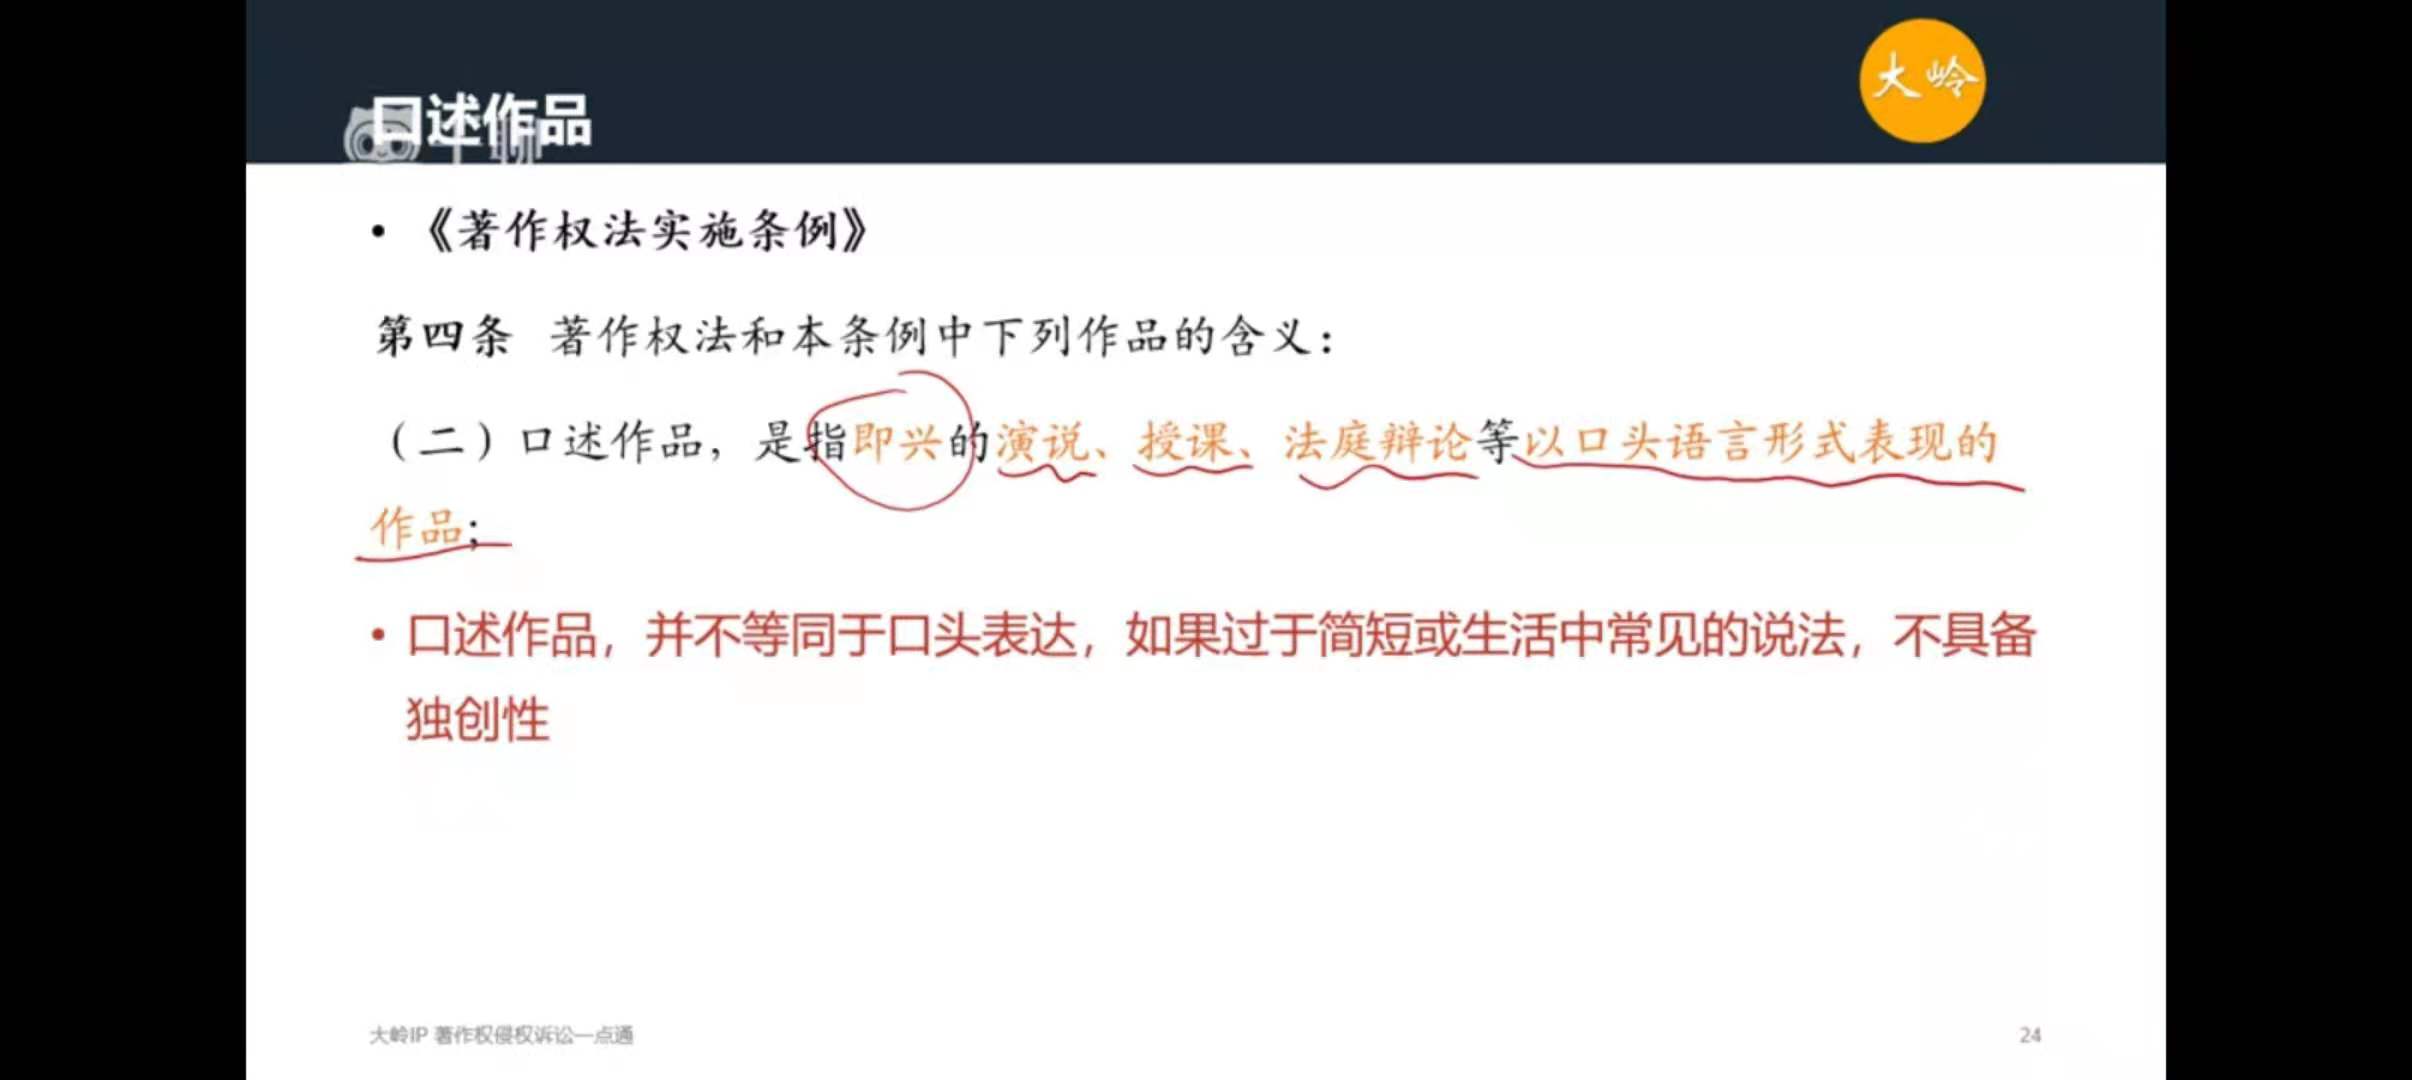 口述作品
大岭
•《著作权法实施条例》
第四条 著作权法和本条例中下列作品的含义：
（二）口述作品，是指即兴的演说、授课、法庭辩论等以口头语言形式表现的
作品；
• 口述作品，并不等同于口头表达，如果过于简短或生活中常见的说法，不具备
独创性
大岭IP 著作权侵权诉讼一点通
24